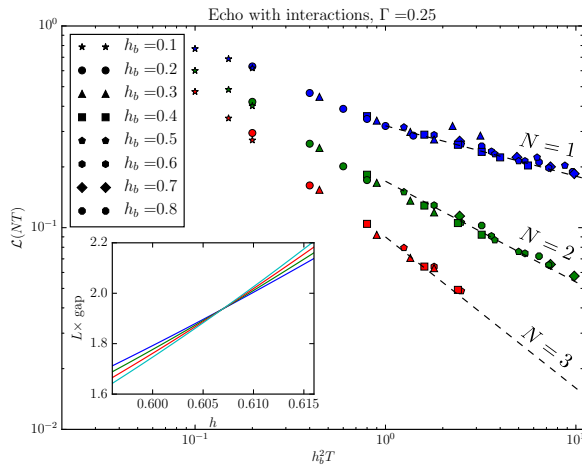 Echo with interactions, Γ =0.25
10^0
10^{-1}
10^{-2}
ℒ(NT)
h_b =0.1
h_b =0.2
h_b =0.3
h_b =0.4
h_b =0.5
h_b =0.6
h_b =0.7
h_b =0.8
N = 1
N = 2
N = 3
2.2
2.0
1.8
1.6
L× gap
0.600 0.605 0.610 0.615
h
10^{-1} 10^0 10^1
h_b^2 T